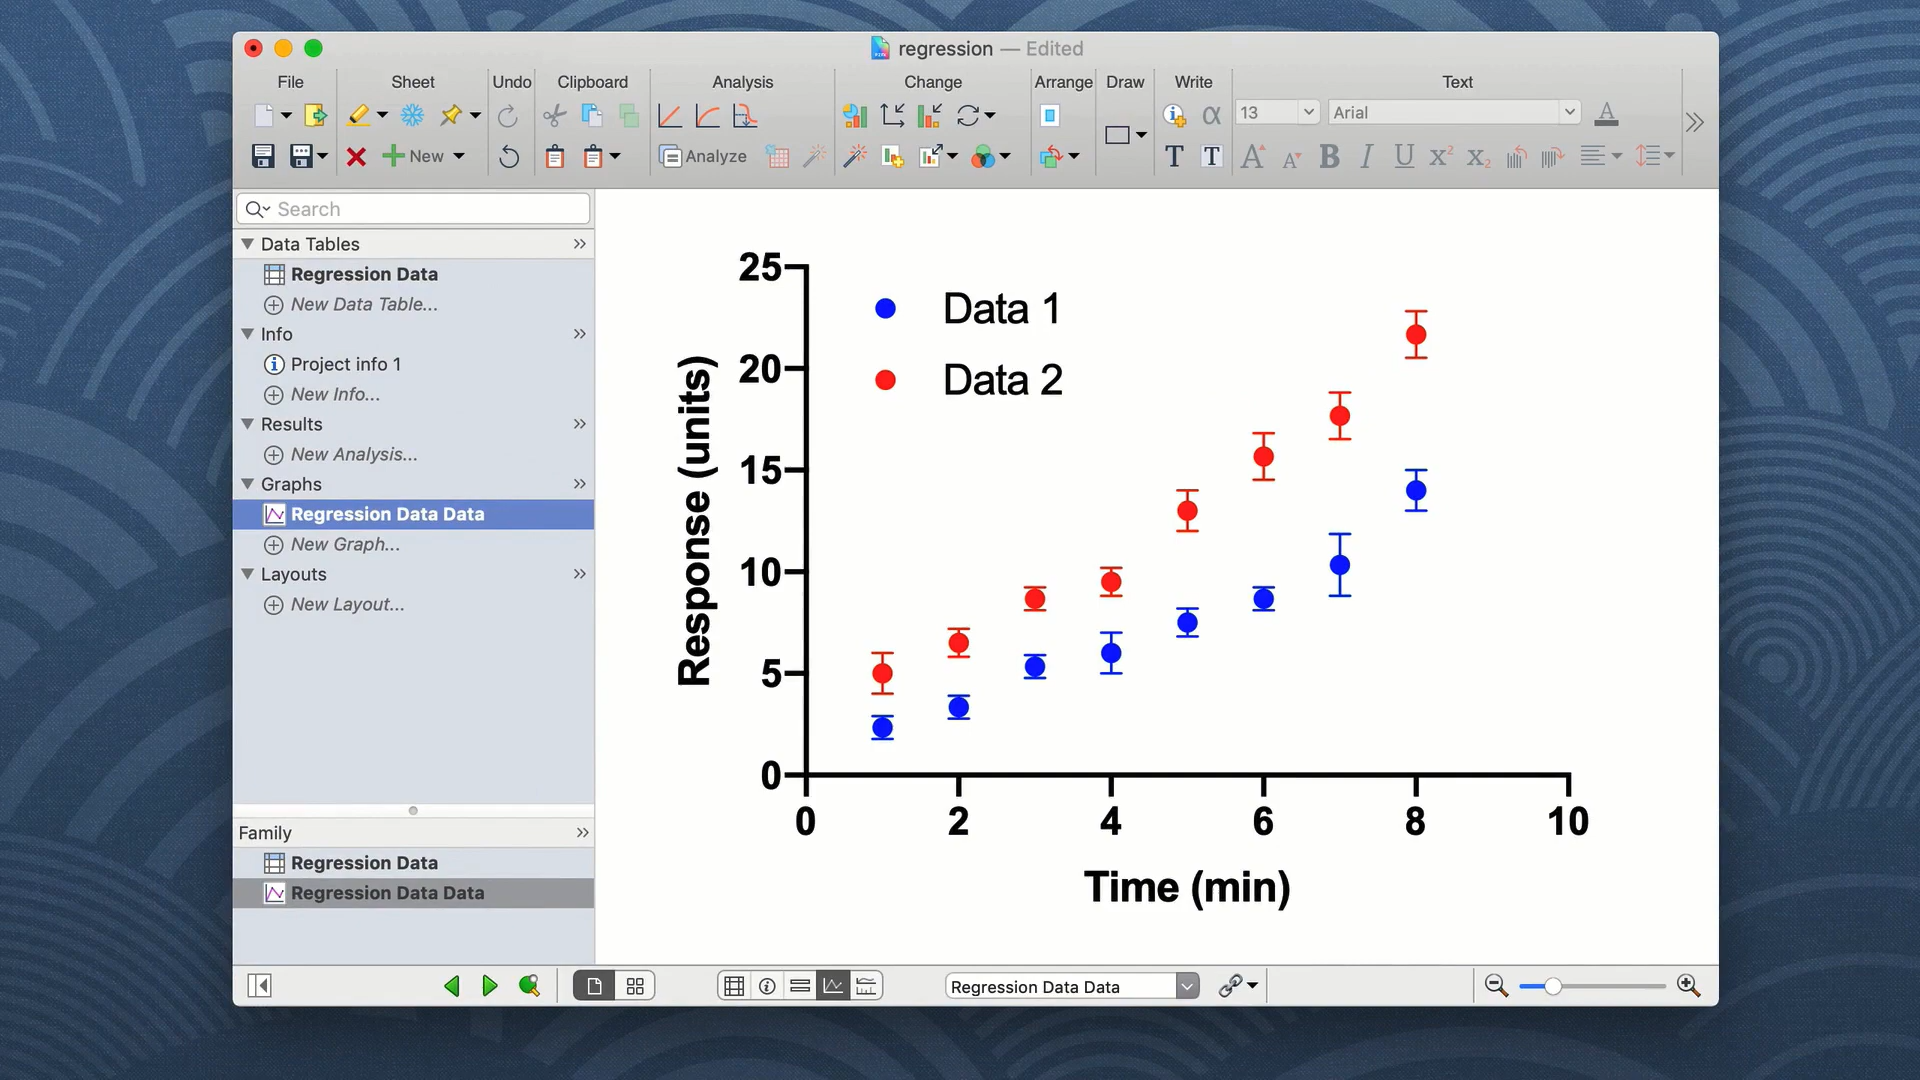 regression — Edited
File Sheet Undo Clipboard Analysis Change Arrange Draw Write Text
α 13 Arial A
New Analyze T T A A B I U X² X₂
Search
Data Tables
Regression Data
New Data Table...
Info
Project info 1
New Info...
Results
New Analysis...
Graphs
Regression Data Data
New Graph...
Layouts
New Layout...
Family
Regression Data
Regression Data Data
25
20
15
10
5
0
Response (units)
Data 1
Data 2
0 2 4 6 8 10
Time (min)
Regression Data Data